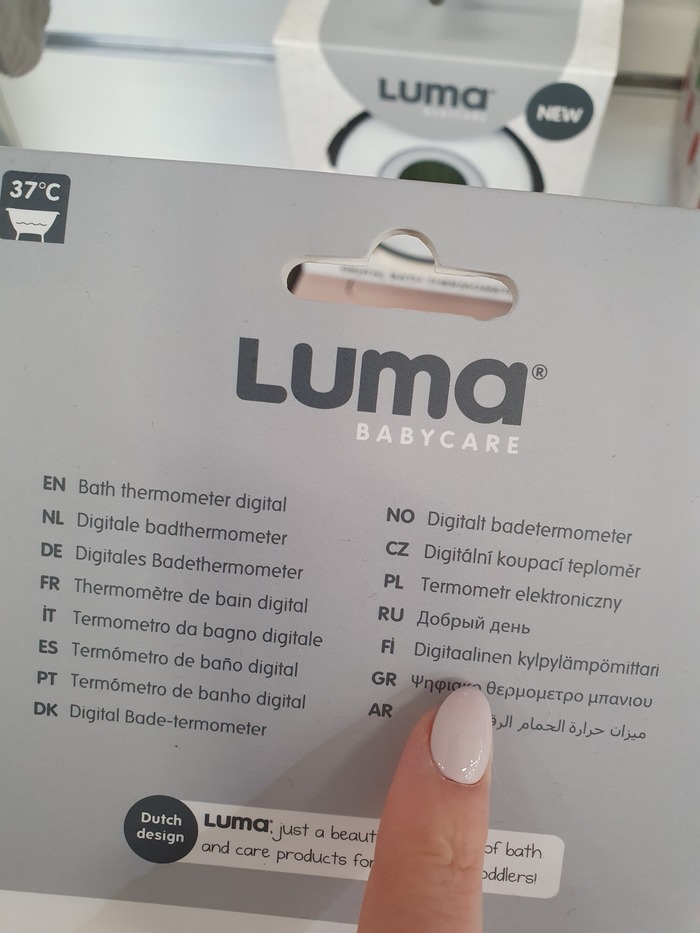 LUMA
BABYCARE
NEW
37°C
LUMA®
BABYCARE
EN Bath thermometer digital
NL Digitale badthermometer
DE Digitales Badethermometer
FR Thermomètre de bain digital
İT Termometro da bagno digitale
ES Termómetro de baño digital
PT Termómetro de banho digital
DK Digital Bade-termometer
NO Digitalt badetermometer
CZ Digitální koupací teploměr
PL Termometr elektroniczny
RU Добрый день
Fİ Digitaalinen kylpylämpömittari
GR θερμομετρο μπανιου
AR ميزان حرارة الحمام
Dutch
design
LUMA® just a of bath
and care products for